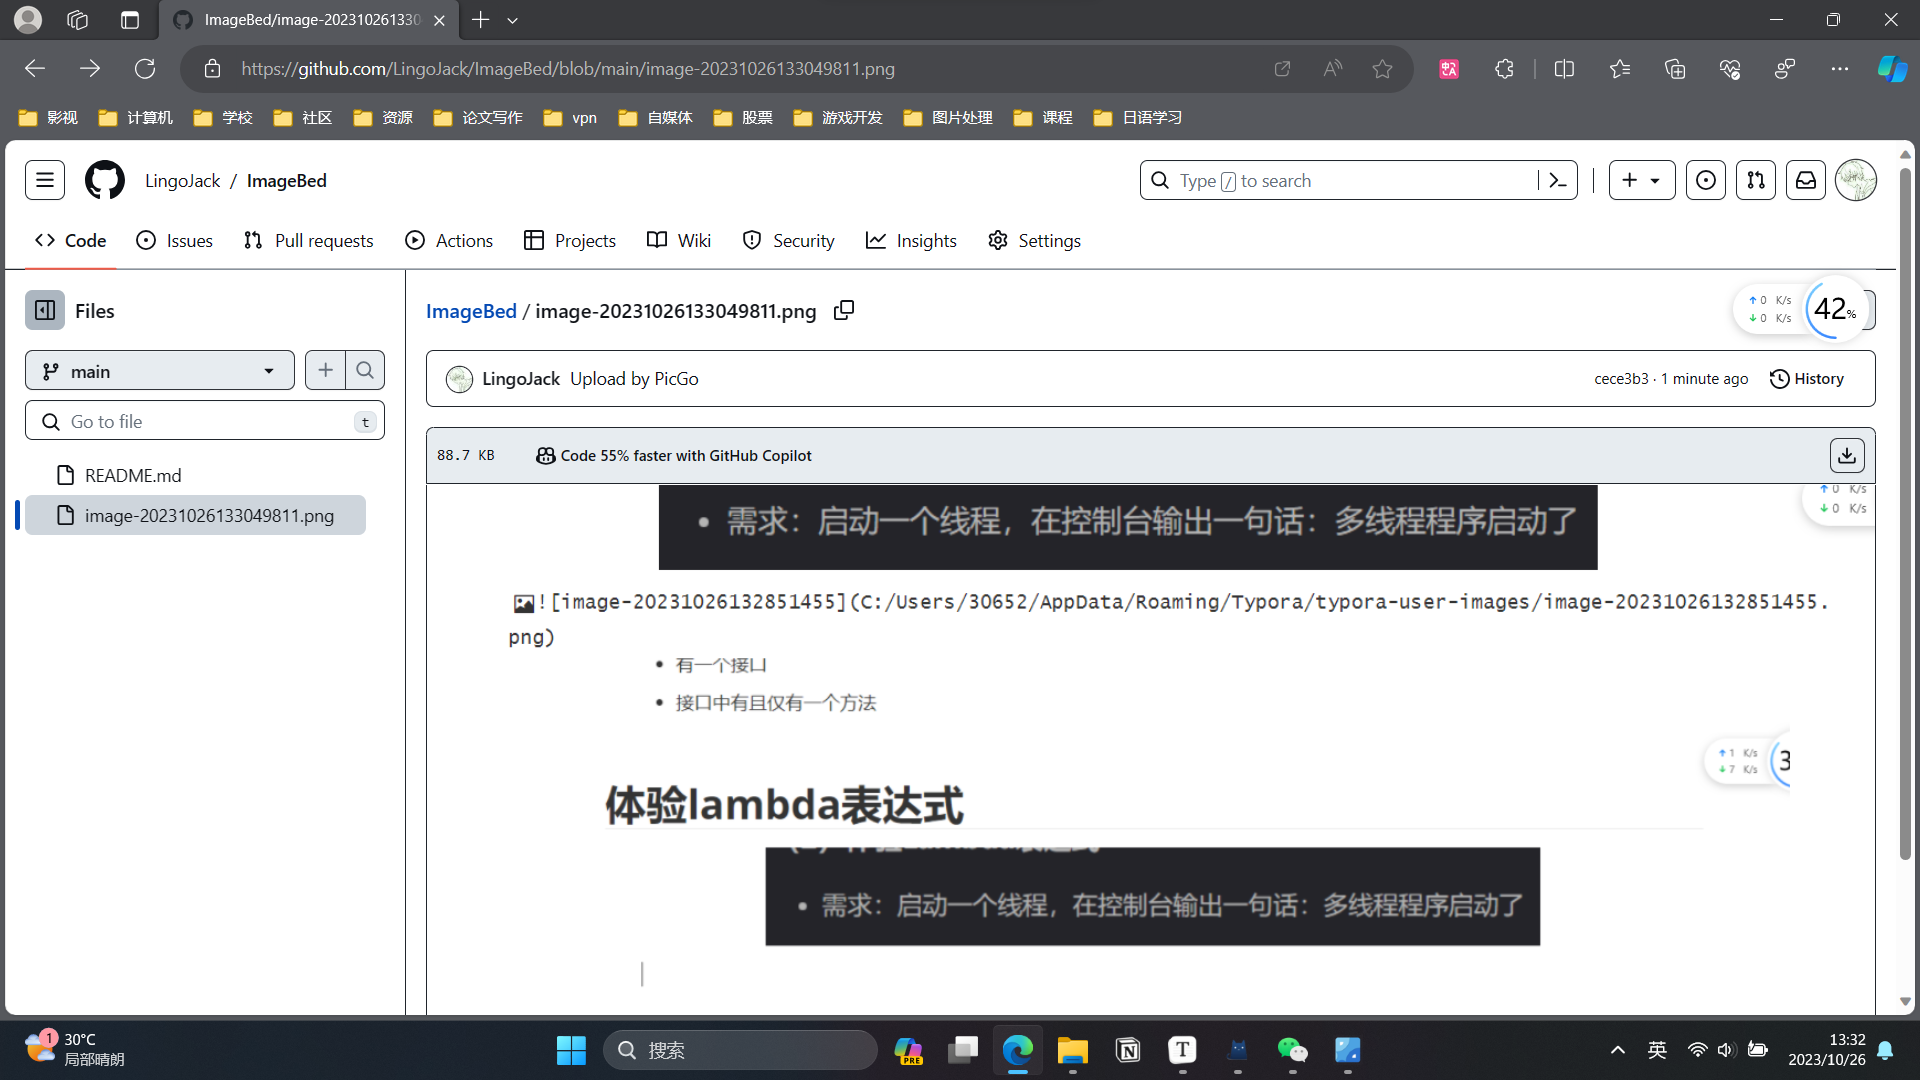 ImageBed/image-202310261330
https://github.com/LingoJack/ImageBed/blob/main/image-20231026133049811.png
影视 计算机 学校 社区 资源 论文写作 vpn 自媒体 股票 游戏开发 图片处理 课程 日语学习
LingoJack / ImageBed
Type / to search
Code Issues Pull requests Actions Projects Wiki Security Insights Settings
Files
ImageBed / image-20231026133049811.png
↑ 0 K/s
↓ 0 K/s
42%
main
LingoJack Upload by PicGo
cece3b3 · 1 minute ago History
Go to file t
88.7 KB Code 55% faster with GitHub Copilot
README.md
image-20231026133049811.png
↑ 0 K/s
↓ 0 K/s
• 需求：启动一个线程，在控制台输出一句话：多线程程序启动了
![image-20231026132851455](C:/Users/30652/AppData/Roaming/Typora/typora-user-images/image-20231026132851455.
png)
• 有一个接口
• 接口中有且仅有一个方法
↑ 1 K/s
↓ 7 K/s
3
体验lambda表达式
• 需求：启动一个线程，在控制台输出一句话：多线程程序启动了
1
30°C
局部晴朗
搜索
PRE
英
13:32
2023/10/26